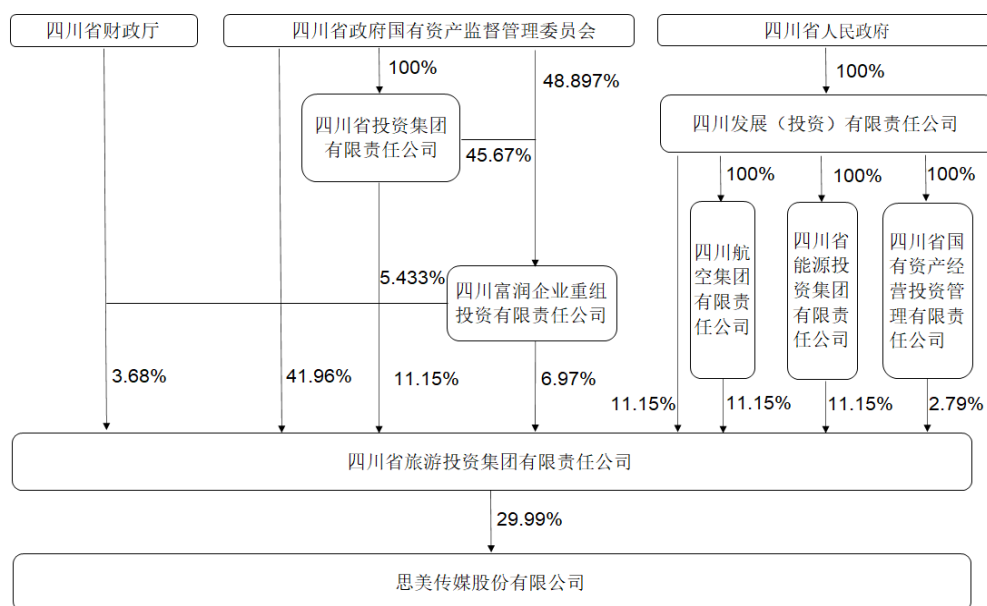 四川省财政厅
四川省政府国有资产监督管理委员会
四川省人民政府
100%
48.897%
100%
四川省投资集团
有限责任公司
45.67%
四川发展（投资）有限责任公司
100%
100%
100%
四川航
空集团
有限责
任公司
四川省
能源投
资集团
有限责
任公司
四川省国
有资产经
营投资管
理有限责
任公司
5.433%
四川富润企业重组
投资有限责任公司
3.68%
41.96%
11.15%
6.97%
11.15%
11.15%
11.15%
2.79%
四川省旅游投资集团有限责任公司
29.99%
思美传媒股份有限公司